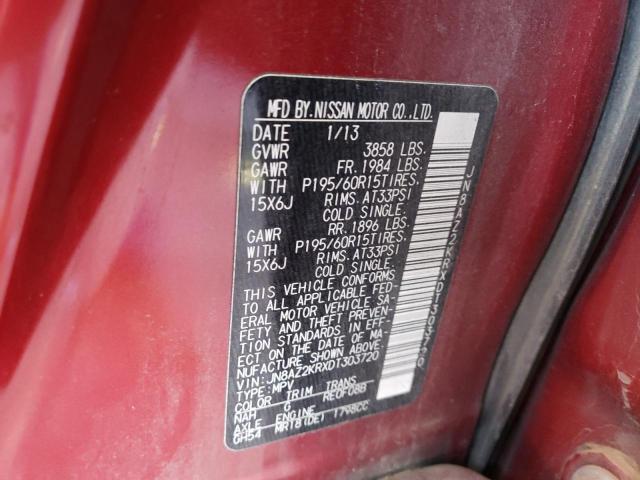 MFD BY.NISSAN MOTOR CO.,LTD.
DATE 1/13
GVWR 3858 LBS.
GAWR FR. 1984 LBS.
WITH P195/60R15TIRES.
15X6J RIMS. AT33PSI
COLD SINGLE.
GAWR RR. 1896 LBS.
WITH P195/60R15TIRES.
15X6J RIMS. AT33PSI
COLD SINGLE.
THIS VEHICLE CONFORMS
TO ALL APPLICABLE FED-
ERAL MOTOR VEHICLE SA-
FETY AND THEFT PREVEN-
TION STANDARDS IN EFF-
ECT ON THE DATE OF MA-
NUFACTURE SHOWN ABOVE.
VIN: JN8AZ2KRXDT303720
MPV
COLOR TRIM TRANS
NAH G RE0F08B
AXLE ENGINE
GH54 MR18(DE) 1798CC
JN8AZ2KRXDT303720